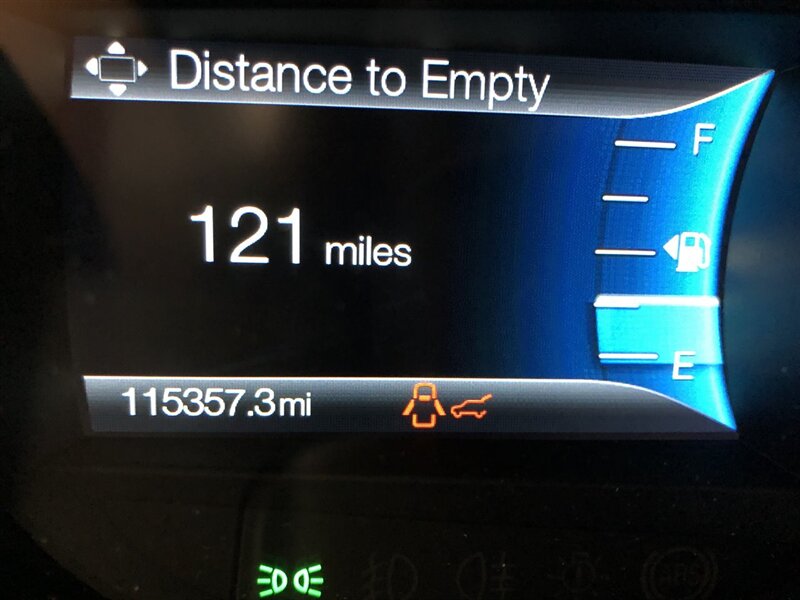 Distance to Empty
F
121 miles
E
115357.3mi